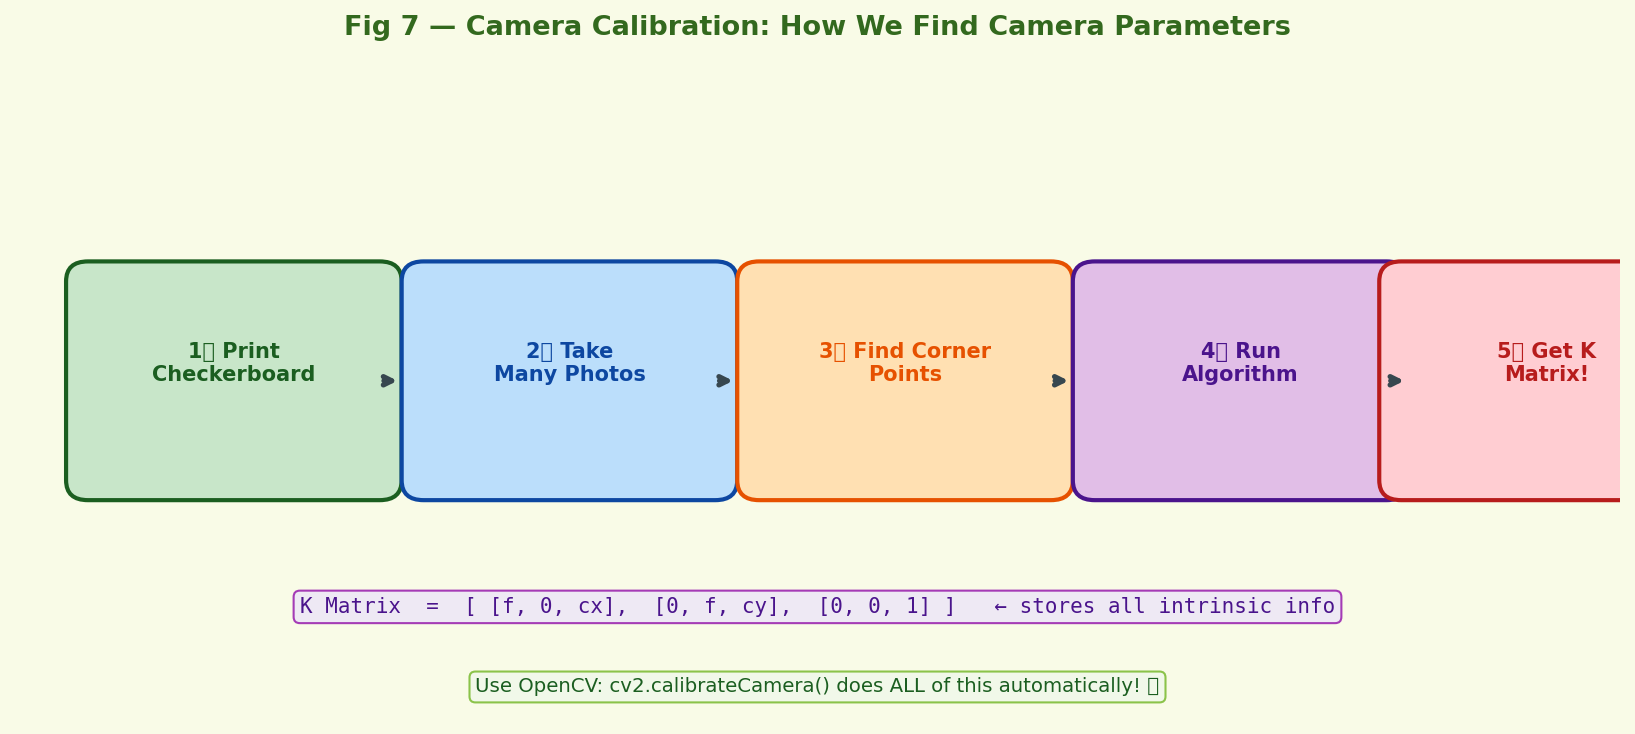 Fig 7 — Camera Calibration: How We Find Camera Parameters
1▯ Print
Checkerboard
2▯ Take
Many Photos
3▯ Find Corner
Points
4▯ Run
Algorithm
5▯ Get K
Matrix!
K Matrix  =  [ [f, 0, cx],  [0, f, cy],  [0, 0, 1] ]   ← stores all intrinsic info
Use OpenCV: cv2.calibrateCamera() does ALL of this automatically! ▯